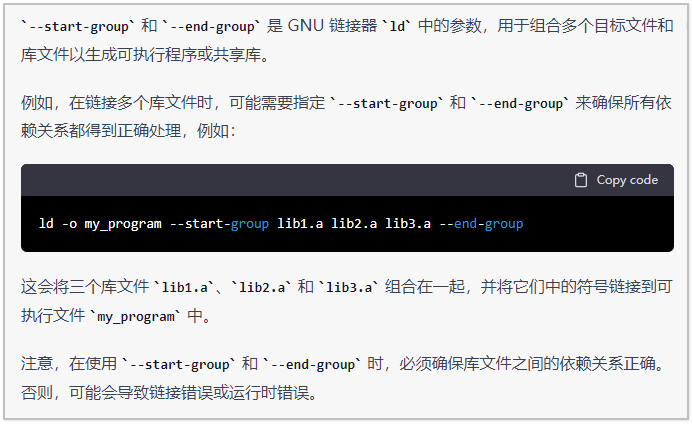 `--start-group` 和 `--end-group` 是 GNU 链接器 `ld` 中的参数，用于组合多个目标文件和
库文件以生成可执行程序或共享库。
例如，在链接多个库文件时，可能需要指定 `--start-group` 和 `--end-group` 来确保所有依
赖关系都得到正确处理，例如：
Copy code
ld -o my_program --start-group lib1.a lib2.a lib3.a --end-group
这会将三个库文件 `lib1.a`、`lib2.a` 和 `lib3.a` 组合在一起，并将它们中的符号链接到可
执行文件 `my_program` 中。
注意，在使用 `--start-group` 和 `--end-group` 时，必须确保库文件之间的依赖关系正确。
否则，可能会导致链接错误或运行时错误。